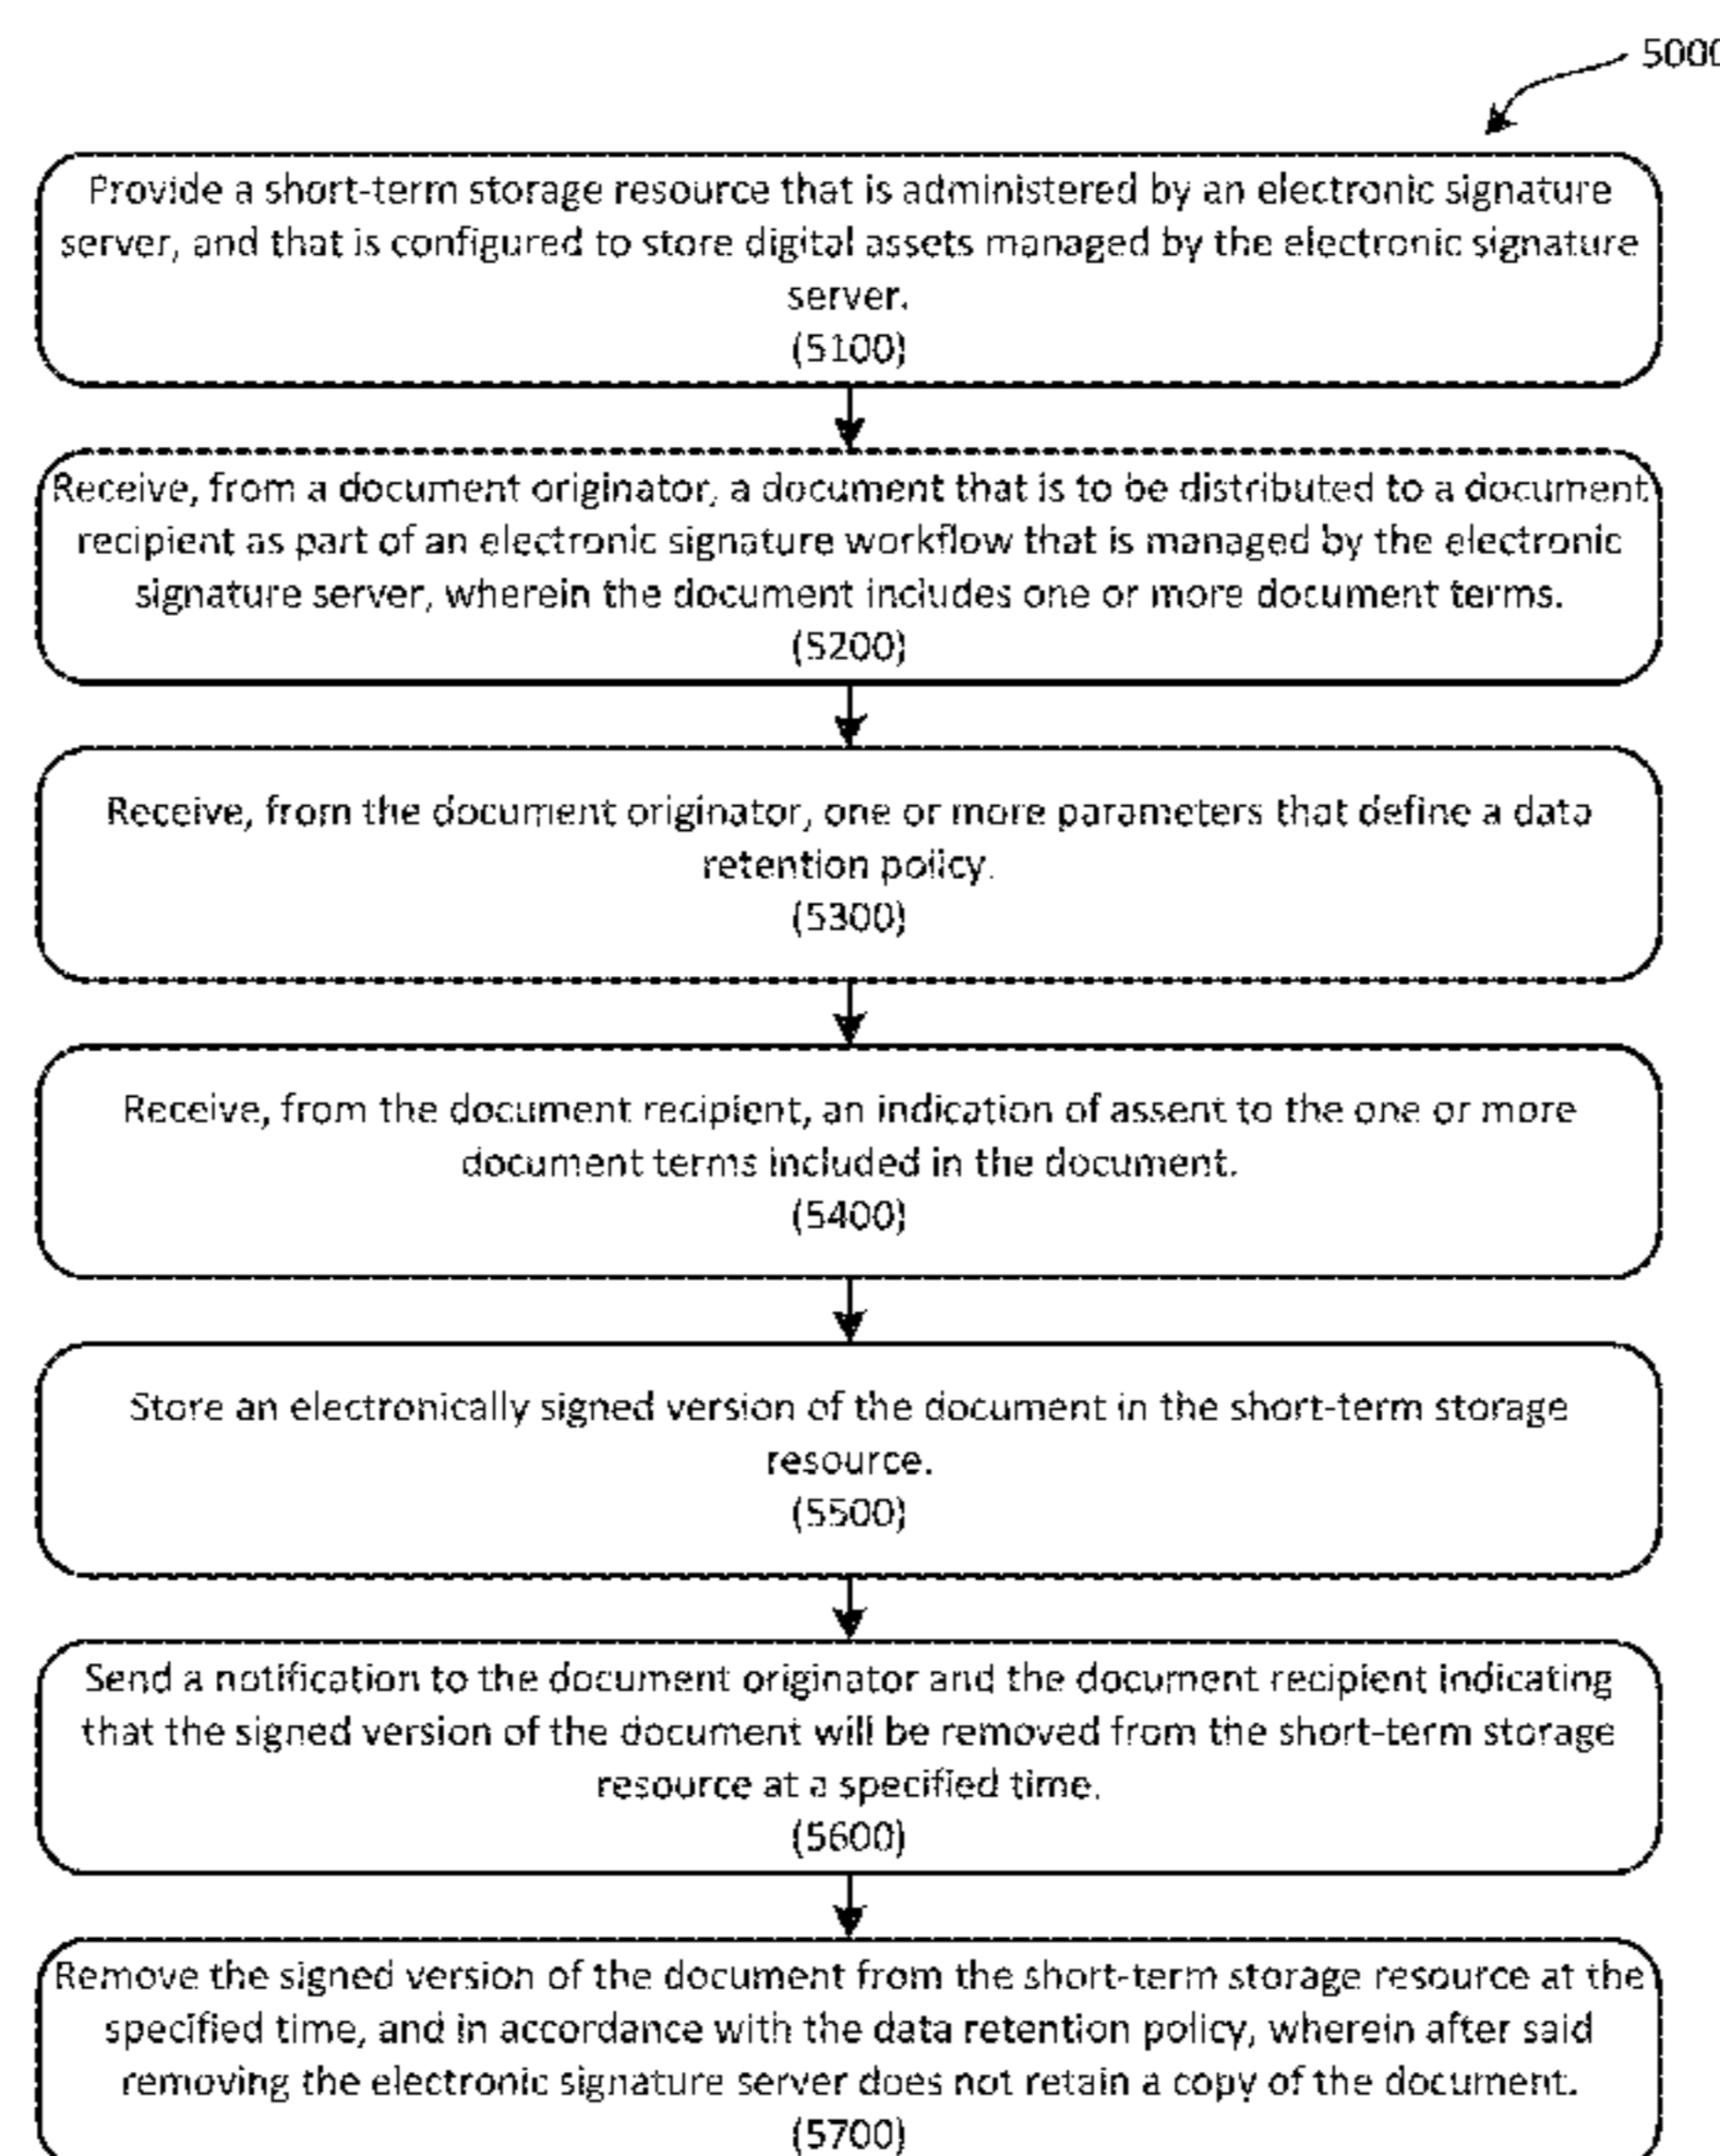 5000
Provide a short-term storage resource that is administered by an electronic signature
server, and that is configured to store digital assets managed by the electronic signature
server.
(5100)
Receive, from a document originator, a document that is to be distributed to a document
recipient as part of an electronic signature workflow that is managed by the electronic
signature server, wherein the document includes one or more document terms.
(5200)
Receive, from the document originator, one or more parameters that define a data
retention policy.
(5300)
Receive, from the document recipient, an indication of assent to the one or more
document terms included in the document.
(5400)
Store an electronically signed version of the document in the short-term storage
resource.
(5500)
Send a notification to the document originator and the document recipient indicating
that the signed version of the document will be removed from the short-term storage
resource at a specified time.
(5600)
Remove the signed version of the document from the short-term storage resource at the
specified time, and in accordance with the data retention policy, wherein after said
removing the electronic signature server does not retain a copy of the document.
(5700)